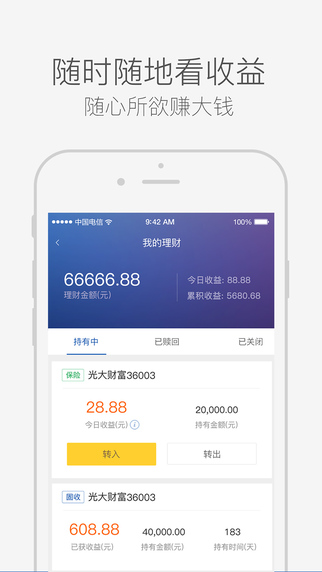 随时随地看收益
随心所欲赚大钱
中国电信 9:42 AM 100%
我的理财
66666.88
理财金额(元)
今日收益: 88.88
累积收益: 5680.68
持有中 已赎回 已关闭
保险 光大财富36003
28.88 20,000.00
今日收益(元) 持有金额(元)
转入 转出
固收 光大财富36003
608.88 40,000.00 183
已获收益(元) 持有金额(元) 持有时间(天)